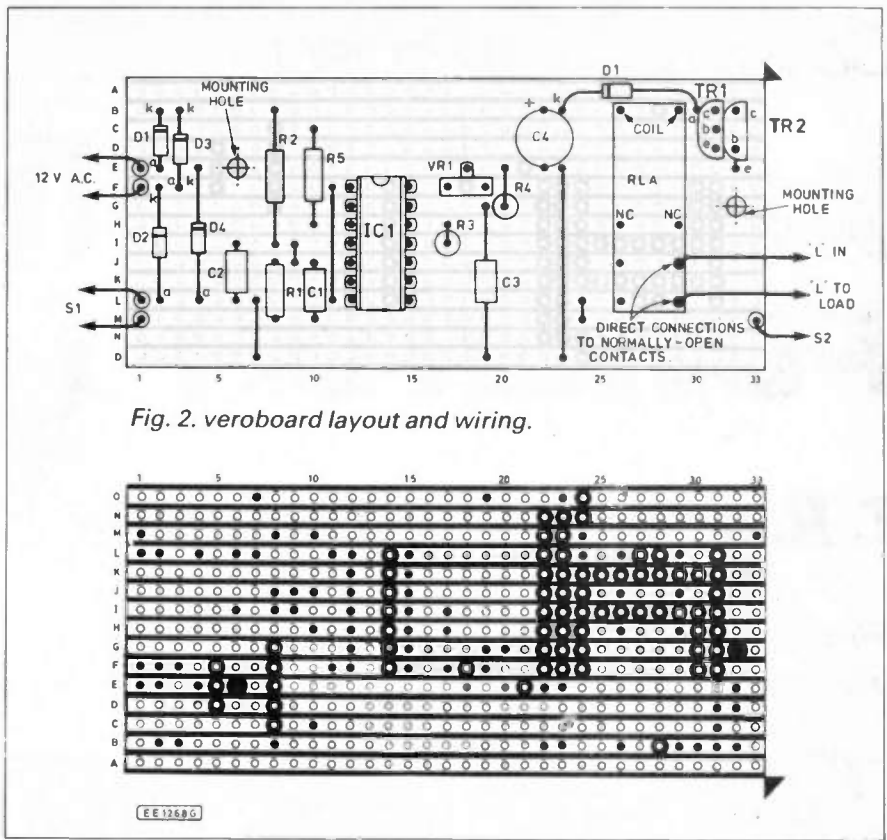 D1
TR1
TR2
A
B
C
D
E
F
G
H
I
J
K
L
M
N
D
MOUNTING
HOLE
k
k
D1
D3
a
k
k
a
a
D2
D4
12 V A.C.
S1
R2
R5
C2
R1
C1
IC1
VR1
R4
R3
C3
+
k
C4
COIL
a
c
b
e
c
b
e
RLA
NC
NC
MOUNTING
HOLE
'L' IN
'L' TO
LOAD
S2
DIRECT CONNECTIONS
TO NORMALLY-OPEN
CONTACTS.
1 5 10 15 20 25 30 33
Fig. 2. veroboard layout and wiring.
1 5 10 15 20 25 30 33
O
N
M
L
K
J
I
H
G
F
E
D
C
B
A
EE1268G